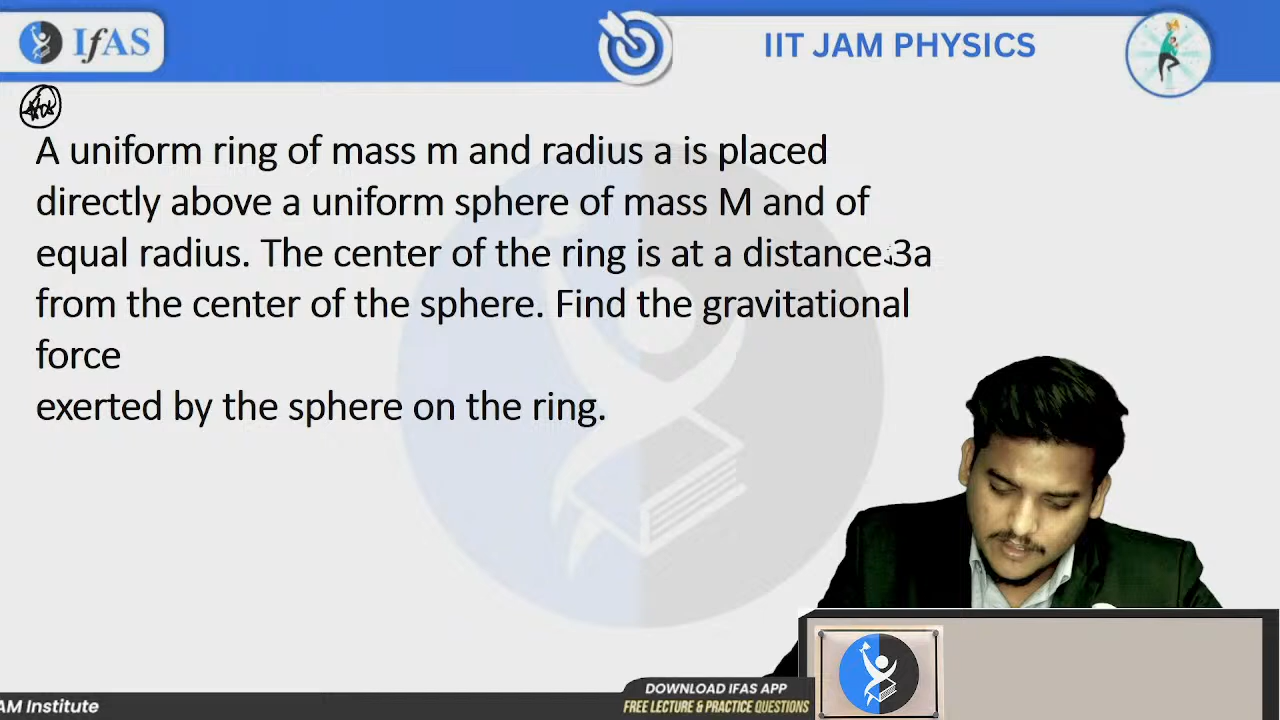 IfAS
IIT JAM PHYSICS
A uniform ring of mass m and radius a is placed
directly above a uniform sphere of mass M and of
equal radius. The center of the ring is at a distance 3a
from the center of the sphere. Find the gravitational
force
exerted by the sphere on the ring.
AM Institute
DOWNLOAD IFAS APP
FREE LECTURE & PRACTICE QUESTIONS